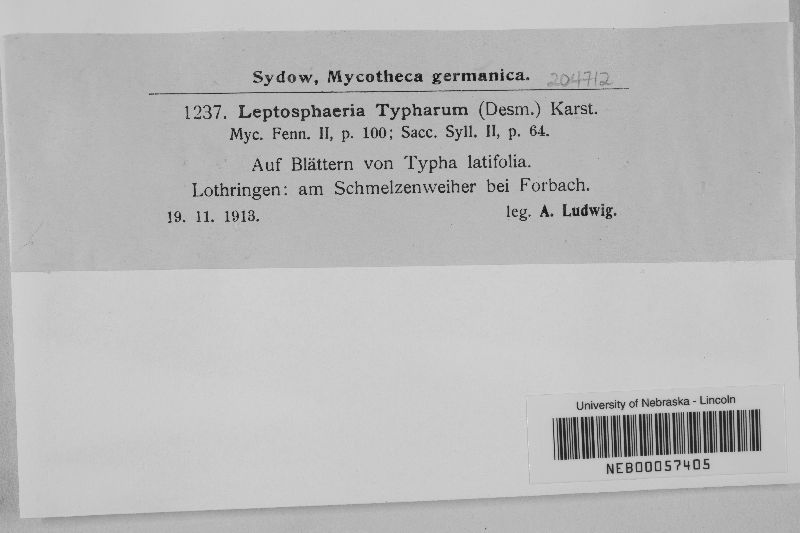 Sydow, Mycotheca germanica. 204712
1237. Leptosphaeria Typharum (Desm.) Karst.
Myc. Fenn. II, p. 100; Sacc. Syll. II, p. 64.
Auf Blättern von Typha latifolia.
Lothringen: am Schmelzenweiher bei Forbach.
19. 11. 1913. leg. A. Ludwig.
University of Nebraska - Lincoln
NEB00057405